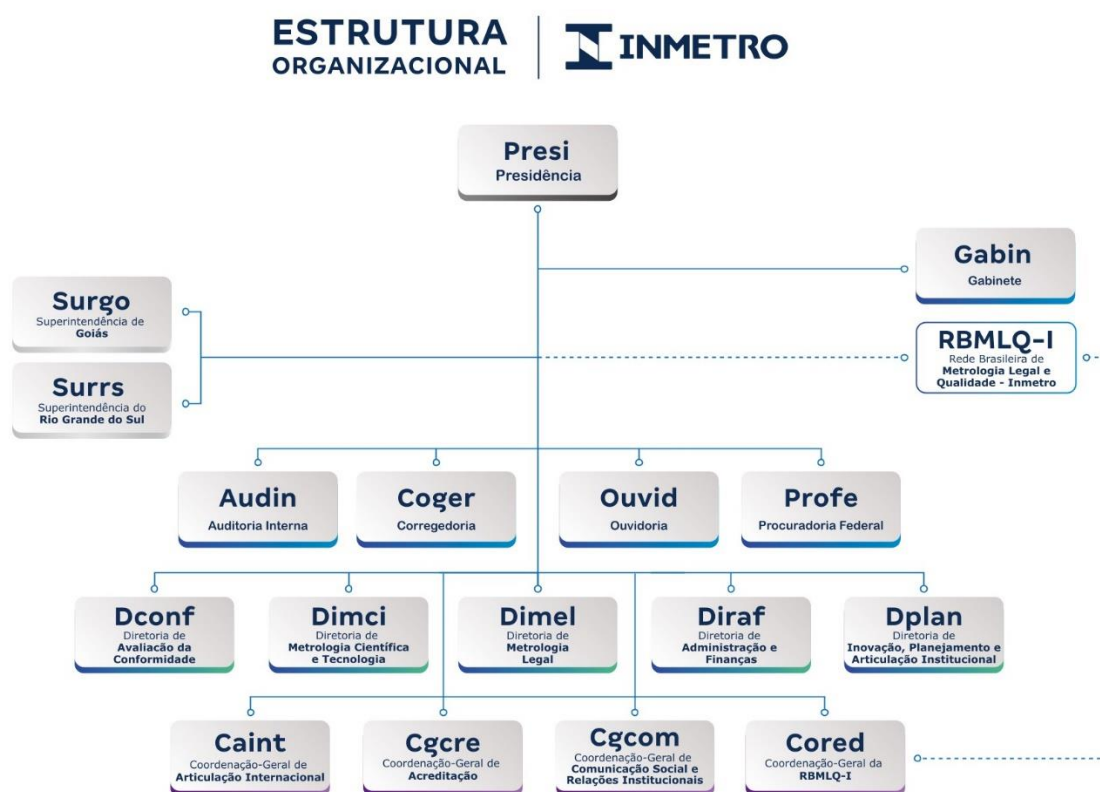 ESTRUTURA
ORGANIZACIONAL
INMETRO
Presi
Presidência
Gabin
Gabinete
Surgo
Superintendência de
Goiás
RBMLQ-I
Rede Brasileira de
Metrologia Legal e
Qualidade - Inmetro
Surrs
Superintendência do
Rio Grande do Sul
Audin
Auditoria Interna
Coger
Corregedoria
Ouvid
Ouvidoria
Profe
Procuradoria Federal
Dconf
Diretoria de
Avaliação da
Conformidade
Dimci
Diretoria de
Metrologia Científica
e Tecnologia
Dimel
Diretoria de
Metrologia
Legal
Diraf
Diretoria de
Administração e
Finanças
Dplan
Diretoria de
Inovação, Planejamento e
Articulação Institucional
Caint
Coordenação-Geral de
Articulação Internacional
Cgcre
Coordenação-Geral de
Acreditação
Cgcom
Coordenação-Geral de
Comunicação Social e
Relações Institucionais
Cored
Coordenação-Geral da
RBMLQ-I